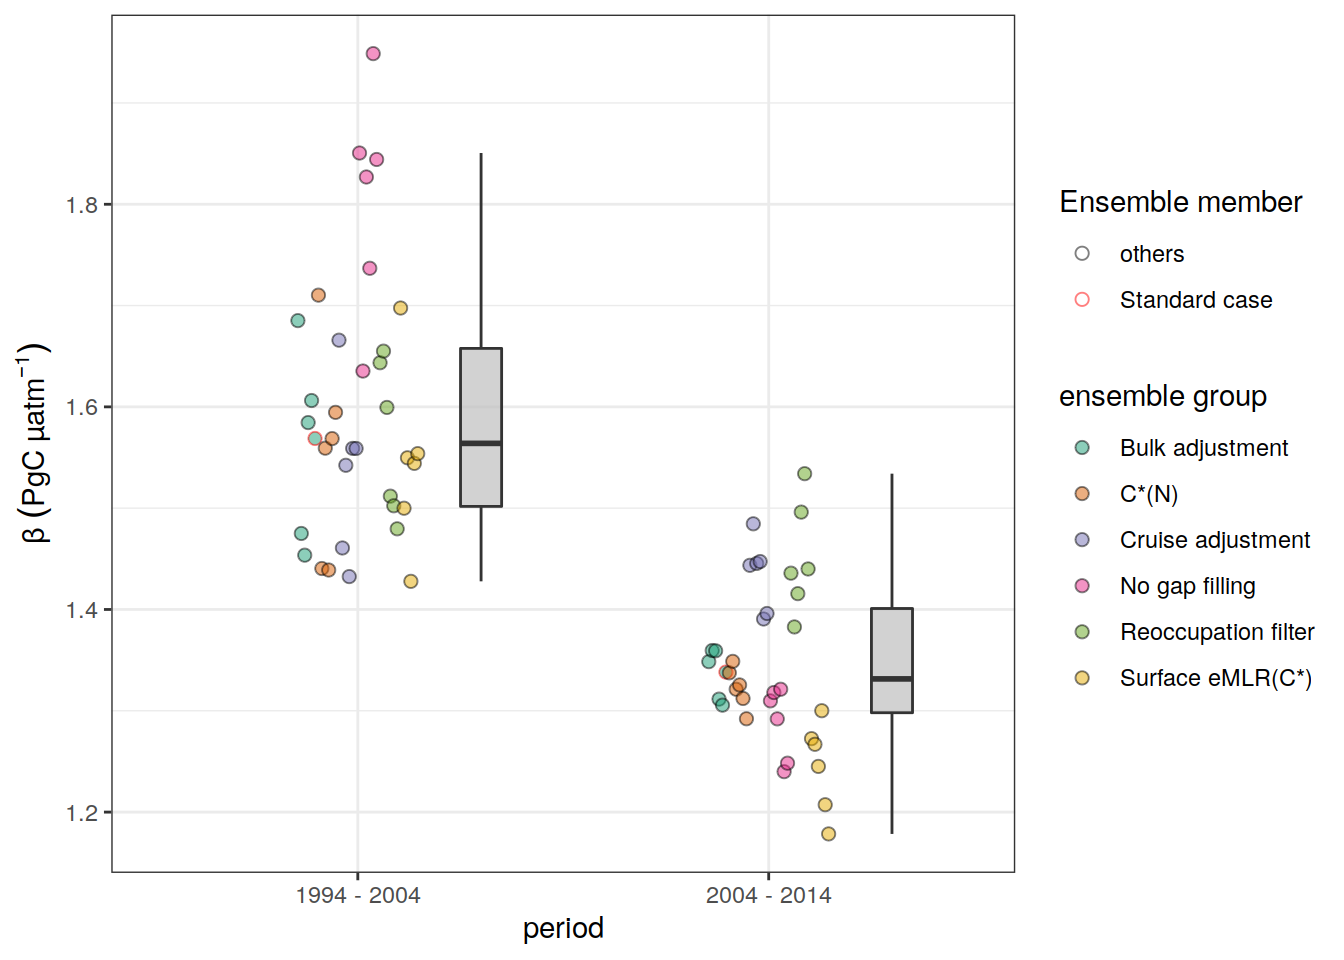 1.8
1.6
1.4
1.2
β (PgC µatm⁻¹)
1994 - 2004
2004 - 2014
period
Ensemble member
others
Standard case
ensemble group
Bulk adjustment
C*(N)
Cruise adjustment
No gap filling
Reoccupation filter
Surface eMLR(C*)